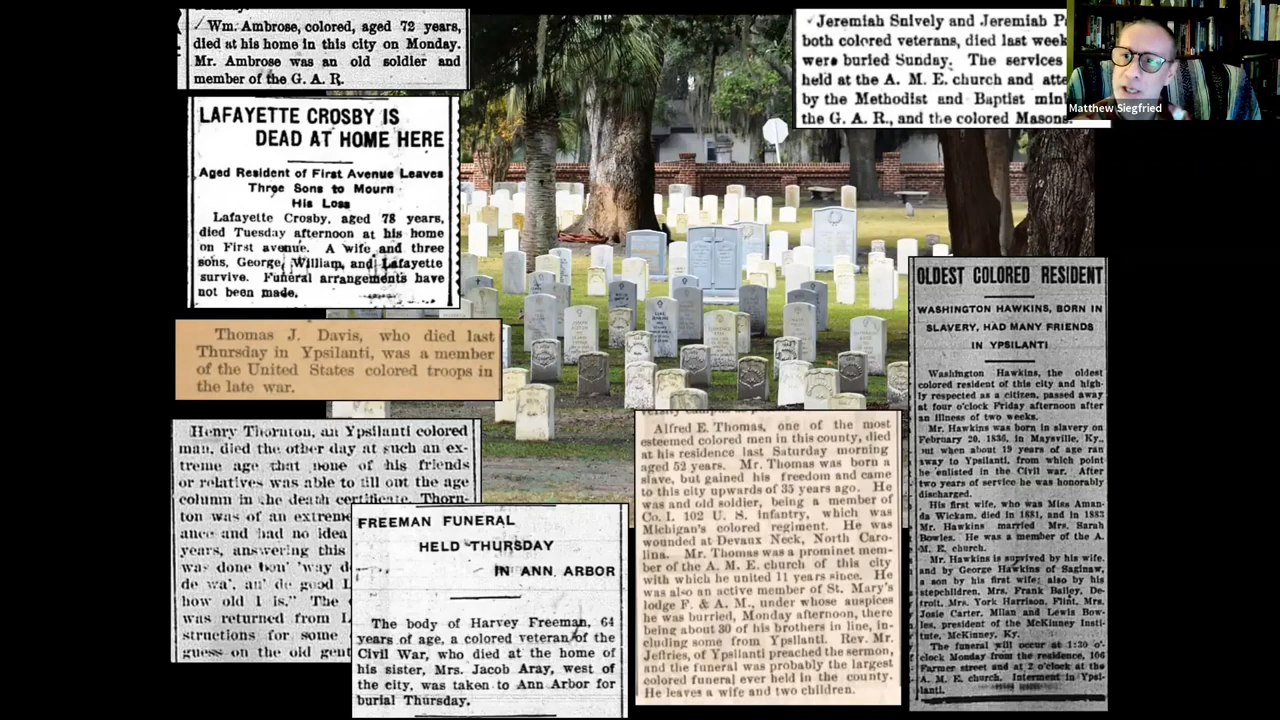 Wm. Ambrose, colored, aged 72 years,
died at his home in this city on Monday.
Mr. Ambrose was an old soldier and
member of the G. A. R.
LAFAYETTE CROSBY IS
DEAD AT HOME HERE
Aged Resident of First Avenue Leaves
Three Sons to Mourn
His Loss
Lafayette Crosby, aged 78 years,
died Tuesday afternoon at his home
on First avenue. A wife and three
sons, George, William, and Lafayette
survive. Funeral arrangements have
not been made.
Thomas J. Davis, who died last
Thursday in Ypsilanti, was a member
of the United States colored troops in
the late war.
Henry Thornton, an Ypsilanti colored
man, died the other day at such an ex-
treme age that none of his friends
or relatives was able to fill out the age
column in the death certificate. Thorn-
ton was of an extreme
ance and had no idea
years, answering this
was done bon' 'way d
de wa', an' de good L
how old I is." The
was returned from L
structions for some
guess on the old gent
FREEMAN FUNERAL
HELD THURSDAY
IN ANN ARBOR
The body of Harvey Freeman, 64
years of age, a colored veteran of the
Civil War, who died at the home of
his sister, Mrs. Jacob Aray, west of
the city, was taken to Ann Arbor for
burial Thursday.
Alfred E. Thomas, one of the most
esteemed colored men in this county, died
at his residence last Saturday morning
aged 52 years. Mr. Thomas was born a
slave, but gained his freedom and came
to this city upwards of 35 years ago. He
was and old soldier, being a member of
Co. I. 102 U. S. infantry, which was
Michigan's colored regiment. He was
wounded at Devaux Neck, North Caro-
lina. Mr. Thomas was a prominet mem-
ber of the A. M. E. church of this city
with which he united 11 years since. He
was also an active member of St. Mary's
lodge F. & A. M., under whose auspices
he was burried, Monday afternoon, there
being about 30 of his brothers in line, in-
cluding some from Ypsilanti. Rev. Mr.
Jeffries, of Ypsilanti preached the sermon,
and the funeral was probably the largest
colored funeral ever held in the county.
He leaves a wife and two children.
Jeremiah Snively and Jeremiah P
both colored veterans, died last week
were buried Sunday. The services
held at the A. M. E. church and atte
by the Methodist and Baptist min
the G. A. R., and the colored Masons.
Matthew Siegfried
OLDEST COLORED RESIDENT
WASHINGTON HAWKINS, BORN IN
SLAVERY, HAD MANY FRIENDS
IN YPSILANTI
Washington Hawkins, the oldest
colored resident of this city and high-
ly respected as a citizen, passed away
at four o'clock Friday afternoon after
an illness of two weeks.
Mr. Hawkins was born in slavery on
February 20, 1836, in Maysville, Ky.,
but when about 19 years of age ran
away to Ypsilanti, from which point
he enlisted in the Civil war. After
two years of service he was honorably
discharged.
His first wife, who was Miss Aman-
da Wickam, died in 1881, and in 1883
Mr. Hawkins married Mrs. Sarah
Bowles. He was a member of the A.
M. E. church.
Mr. Hawkins is suprived by his wife,
and by George Hawkins of Saginaw,
a son by his first wife; also by his
stepchildren, Mrs. Frank Bailey, De-
troit, Mrs. York Harrison, Flint, Mrs.
Josie Carter, Milan and Lewis Bow-
les, president of the McKinney Insti-
tute, McKinney, Ky.
The funeral will occur at 1:30 o'-
clock Monday from the residence, 106
Farmer street and at 2 o'clock at the
A. M. E. church. Interment in Ypsi-
lanti.